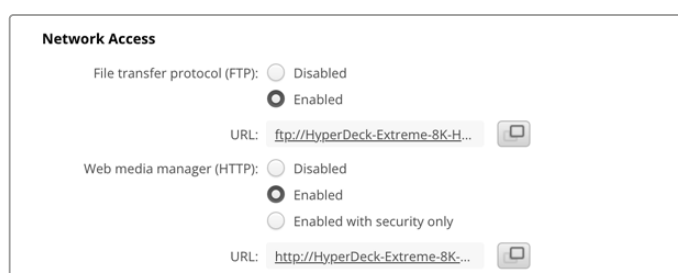 Network Access
File transfer protocol (FTP): Disabled
Enabled
URL: ftp://HyperDeck-Extreme-8K-H...
Web media manager (HTTP): Disabled
Enabled
Enabled with security only
URL: http://HyperDeck-Extreme-8K-...